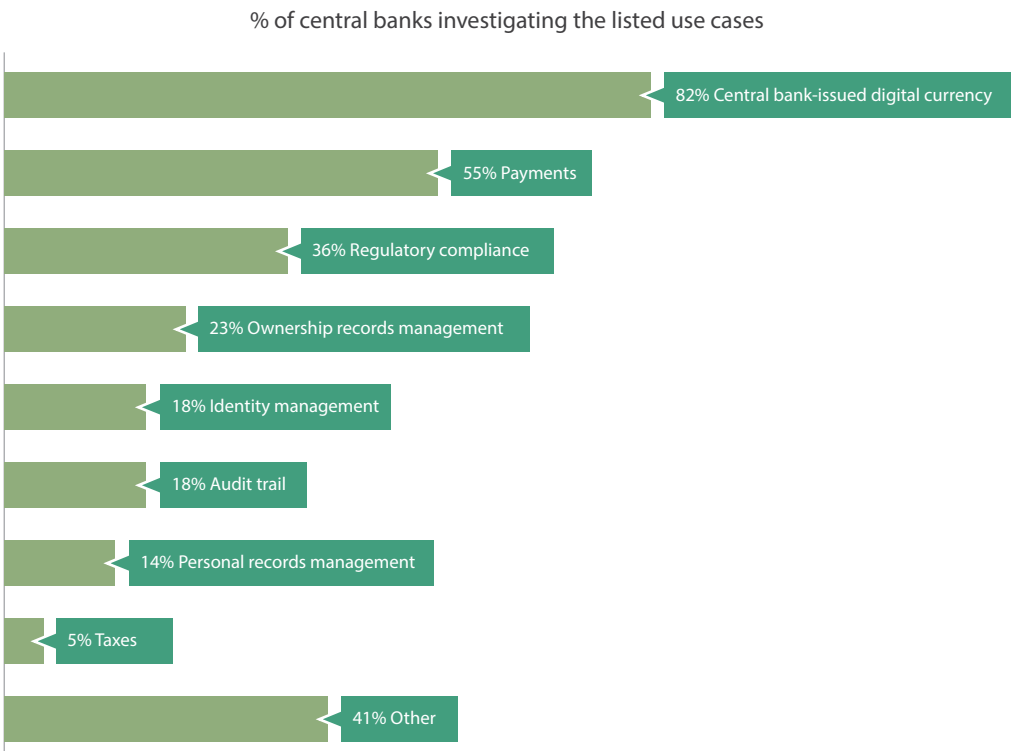 % of central banks investigating the listed use cases
82% Central bank-issued digital currency
55% Payments
36% Regulatory compliance
23% Ownership records management
18% Identity management
18% Audit trail
14% Personal records management
5% Taxes
41% Other